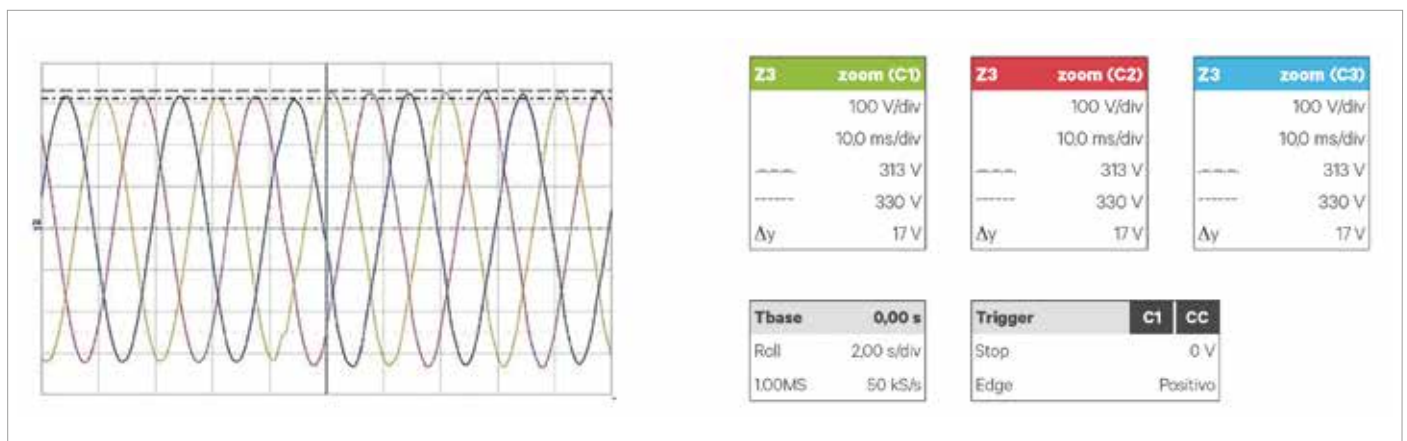 Z3 zoom (C1)
100 V/div
10,0 ms/div
313 V
330 V
Δy 17 V
Z3 zoom (C2)
100 V/div
10,0 ms/div
313 V
330 V
Δy 17 V
Z3 zoom (C3)
100 V/div
10,0 ms/div
313 V
330 V
Δy 17 V
Tbase 0,00 s
Roll 2,00 s/div
1.00MS 50 kS/s
Trigger C1 CC
Stop 0 V
Edge Positivo